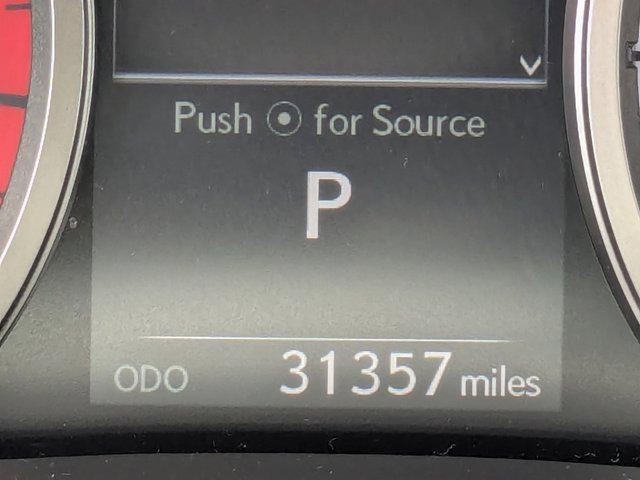 Push ⦿ for Source
P
ODO 31357 miles